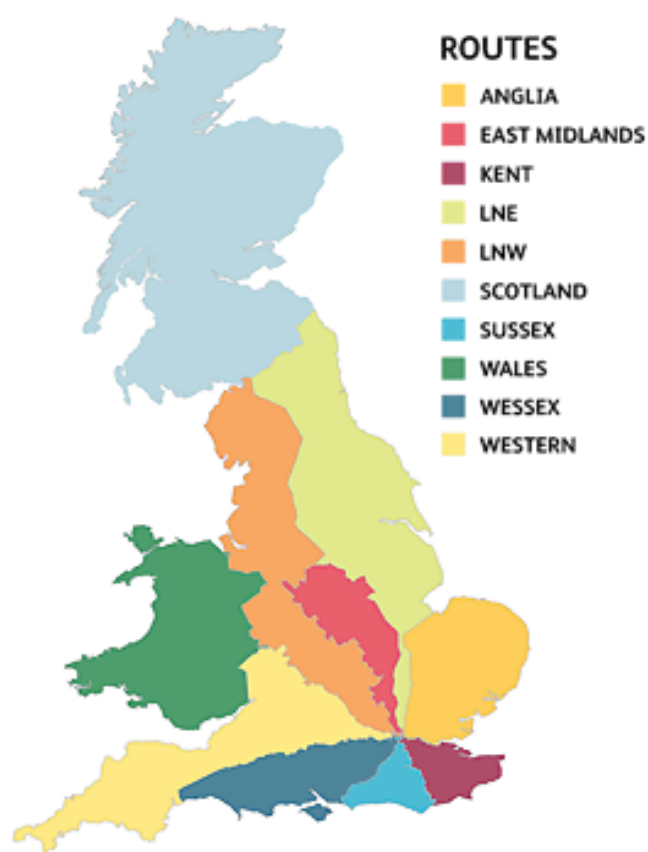 ROUTES
ANGLIA
EAST MIDLANDS
KENT
LNE
LNW
SCOTLAND
SUSSEX
WALES
WESSEX
WESTERN